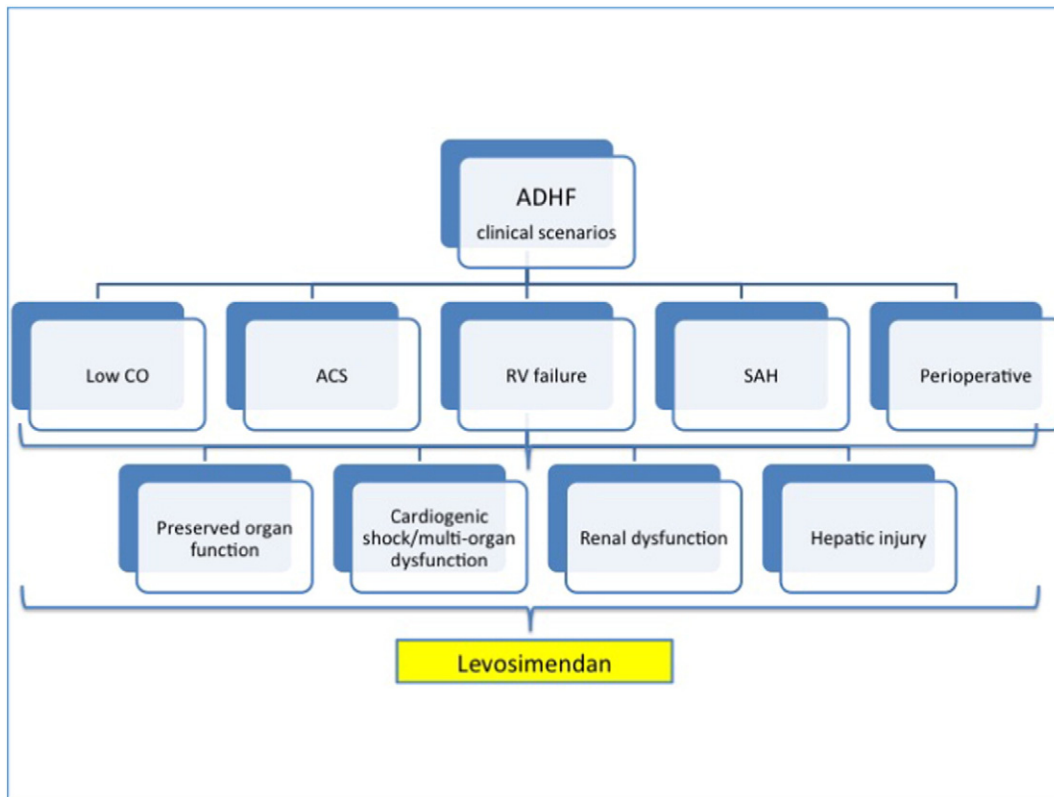 ADHF
clinical scenarios
Low CO
ACS
RV failure
SAH
Perioperative
Preserved organ
function
Cardiogenic
shock/multi-organ
dysfunction
Renal dysfunction
Hepatic injury
Levosimendan